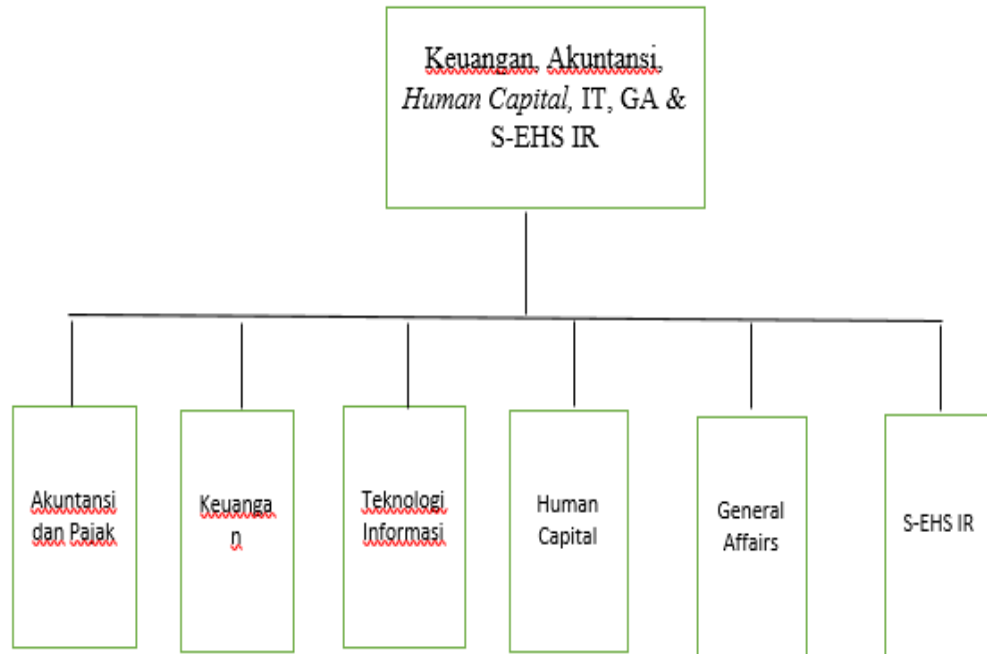 Keuangan, Akuntansi,
Human Capital, IT, GA &
S-EHS IR
Akuntansi
dan Pajak
Keuanga
n
Teknologi
Informasi
Human
Capital
General
Affairs
S-EHS IR